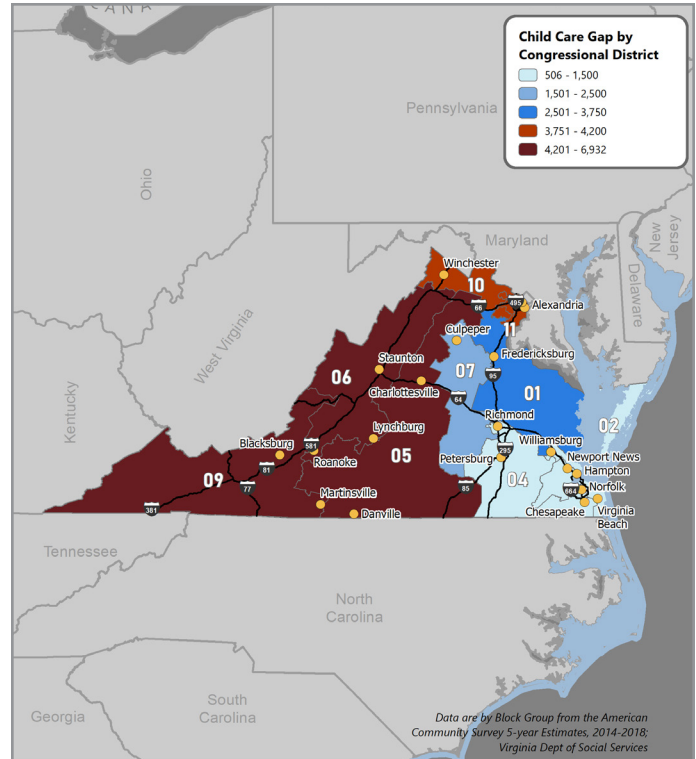 CANA
Child Care Gap by
Congressional District
506 - 1,500
1,501 - 2,500
2,501 - 3,750
3,751 - 4,200
4,201 - 6,932
Pennsylvania
Ohio
New
Jersey
Maryland
Delaware
West Virginia
Kentucky
Winchester
10
495
66
Alexandria
11
Culpeper
Fredericksburg
Staunton
07
95
06
01
Charlottesville
64
02
Richmond
Lynchburg
Williamsburg
Blacksburg
581
Petersburg
295
Newport News
Roanoke
05
Hampton
81
09
77
85
04
664
Norfolk
Martinsville
Chesapeake
Virginia
Beach
381
Danville
Tennessee
North
Carolina
South
Carolina
Georgia
Data are by Block Group from the American
Community Survey 5-year Estimates, 2014-2018;
Virginia Dept of Social Services